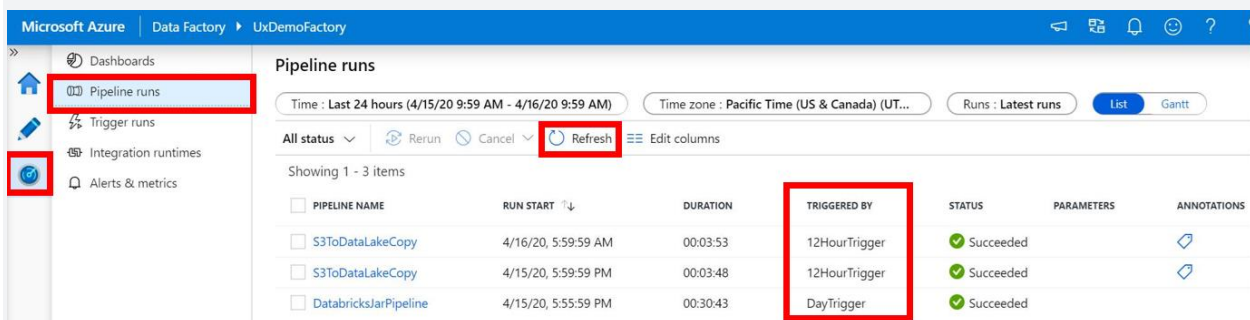 Microsoft Azure | Data Factory ▸ UxDemoFactory
?
»
Dashboards
Pipeline runs
Trigger runs
Integration runtimes
Alerts & metrics
Pipeline runs
Time : Last 24 hours (4/15/20 9:59 AM - 4/16/20 9:59 AM) Time zone : Pacific Time (US & Canada) (UT... Runs : Latest runs List Gantt
All status Rerun Cancel Refresh Edit columns
Showing 1 - 3 items
PIPELINE NAME RUN START ↑↓ DURATION TRIGGERED BY STATUS PARAMETERS ANNOTATIONS
S3ToDataLakeCopy 4/16/20, 5:59:59 AM 00:03:53 12HourTrigger Succeeded
S3ToDataLakeCopy 4/15/20, 5:59:59 PM 00:03:48 12HourTrigger Succeeded
DatabricksJarPipeline 4/15/20, 5:55:59 PM 00:30:43 DayTrigger Succeeded